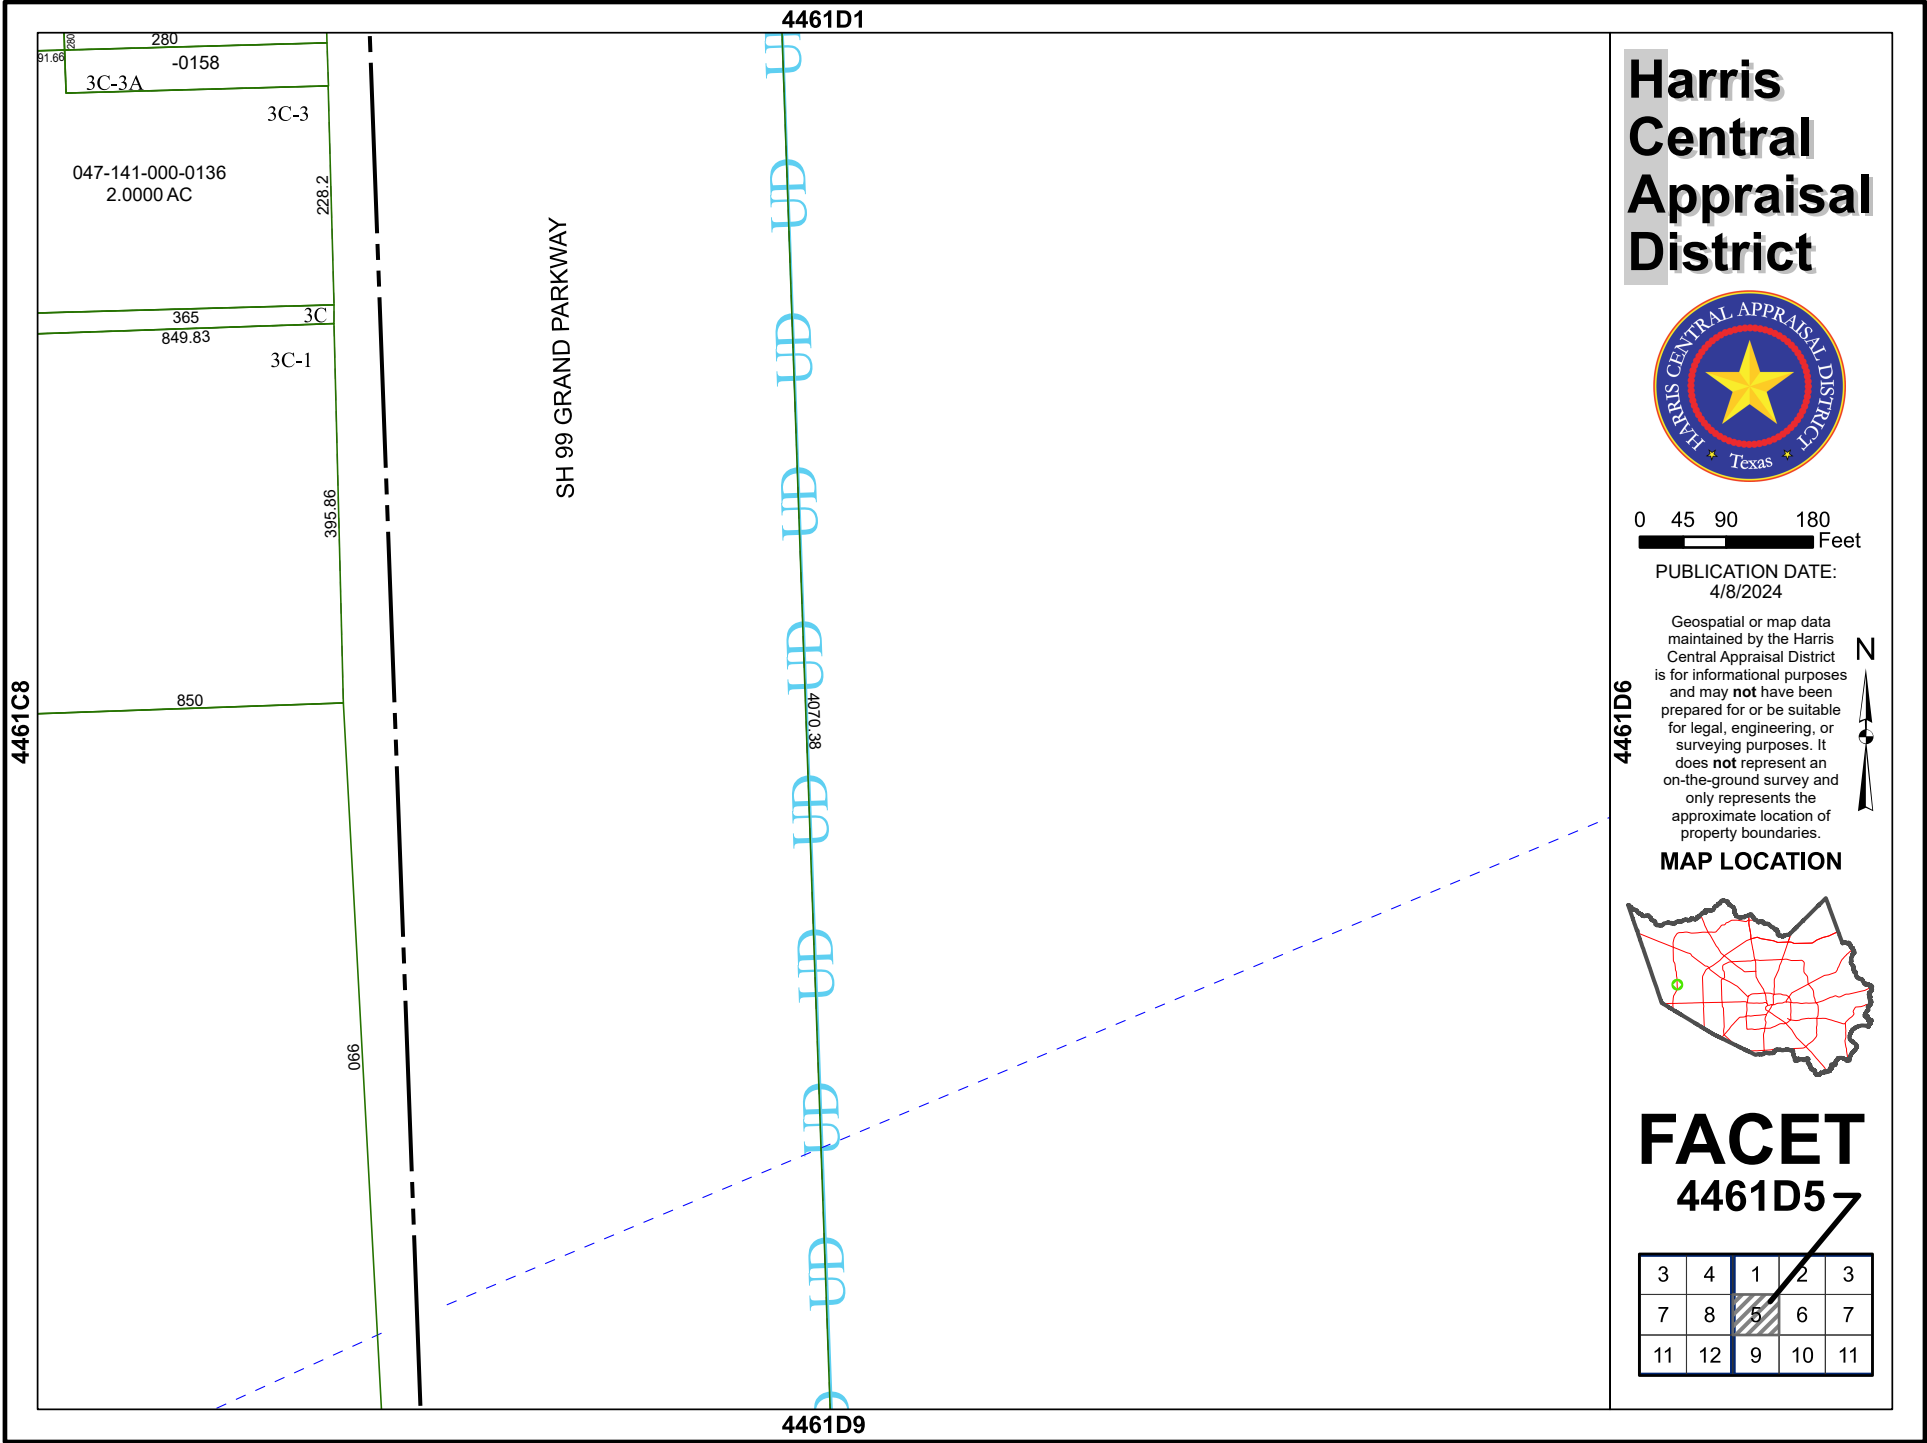 4461D1
280
280
91.66
-0158
3C-3A
3C-3
047-141-000-0136
2.0000 AC
228.2
365
3C
849.83
3C-1
395.86
850
990
SH 99 GRAND PARKWAY
4070.38
4461C8
4461D6
4461D9
Harris
Central
Appraisal
District
HARRIS CENTRAL APPRAISAL DISTRICT
Texas
0 45 90 180
Feet
PUBLICATION DATE:
4/8/2024
Geospatial or map data
maintained by the Harris
Central Appraisal District
is for informational purposes
and may not have been
prepared for or be suitable
for legal, engineering, or
surveying purposes. It
does not represent an
on-the-ground survey and
only represents the
approximate location of
property boundaries.
N
MAP LOCATION
FACET
4461D5
3 4 1 2 3
7 8 5 6 7
11 12 9 10 11